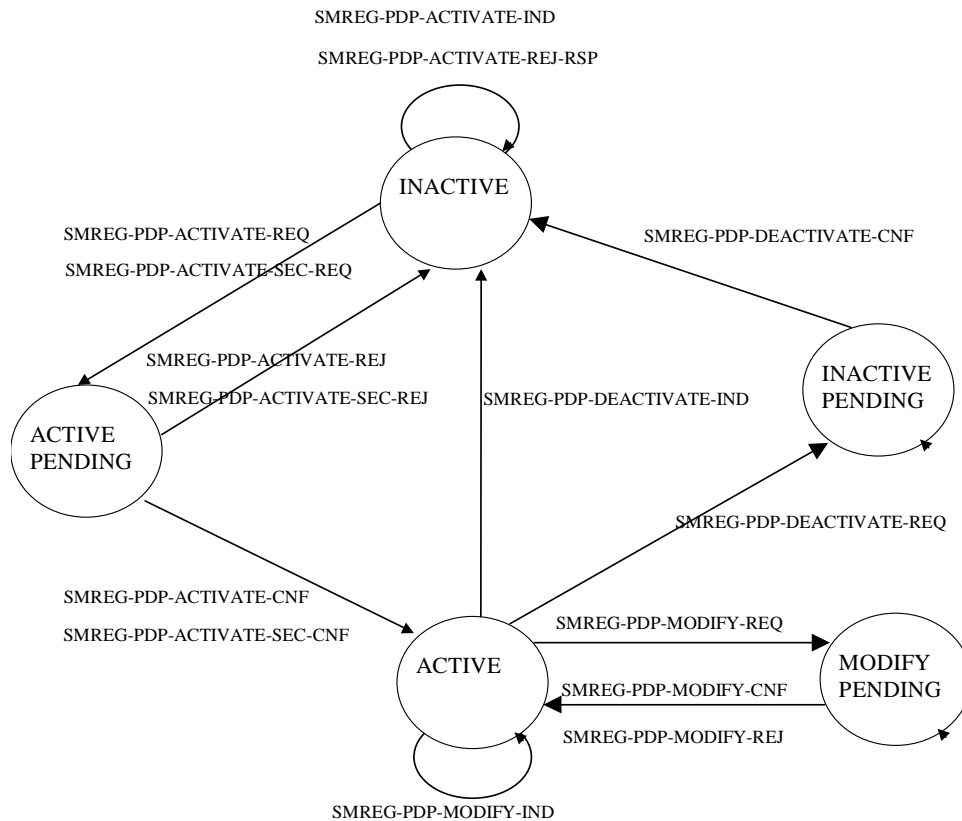 SMREG-PDP-ACTIVATE-IND
SMREG-PDP-ACTIVATE-REJ-RSP
INACTIVE
SMREG-PDP-ACTIVATE-REQ
SMREG-PDP-ACTIVATE-SEC-REQ
SMREG-PDP-DEACTIVATE-CNF
SMREG-PDP-ACTIVATE-REJ
SMREG-PDP-ACTIVATE-SEC-REJ
SMREG-PDP-DEACTIVATE-IND
INACTIVE
PENDING
ACTIVE
PENDING
SMREG-PDP-DEACTIVATE-REQ
SMREG-PDP-ACTIVATE-CNF
SMREG-PDP-ACTIVATE-SEC-CNF
SMREG-PDP-MODIFY-REQ
ACTIVE
MODIFY
PENDING
SMREG-PDP-MODIFY-CNF
SMREG-PDP-MODIFY-REJ
SMREG-PDP-MODIFY-IND